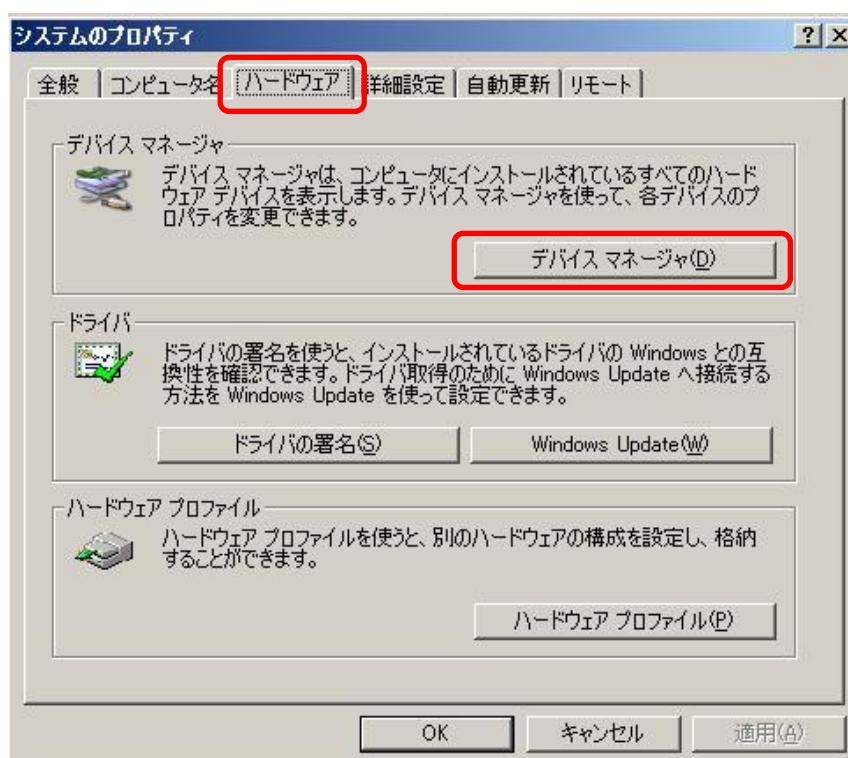 システムのプロパティ
全般 コンピュータ名 ハードウェア 詳細設定 自動更新 リモート
デバイス マネージャ
デバイス マネージャは、コンピュータにインストールされているすべてのハード
ウェア デバイスを表示します。デバイス マネージャを使って、各デバイスのプ
ロパティを変更できます。
デバイス マネージャ(D)
ドライバ
ドライバの署名を使うと、インストールされているドライバの Windows との互
換性を確認できます。ドライバ取得のために Windows Update へ接続する
方法を Windows Update を使って設定できます。
ドライバの署名(S) Windows Update(W)
ハードウェア プロファイル
ハードウェア プロファイルを使うと、別のハードウェアの構成を設定し、格納
することができます。
ハードウェア プロファイル(P)
OK キャンセル 適用(A)